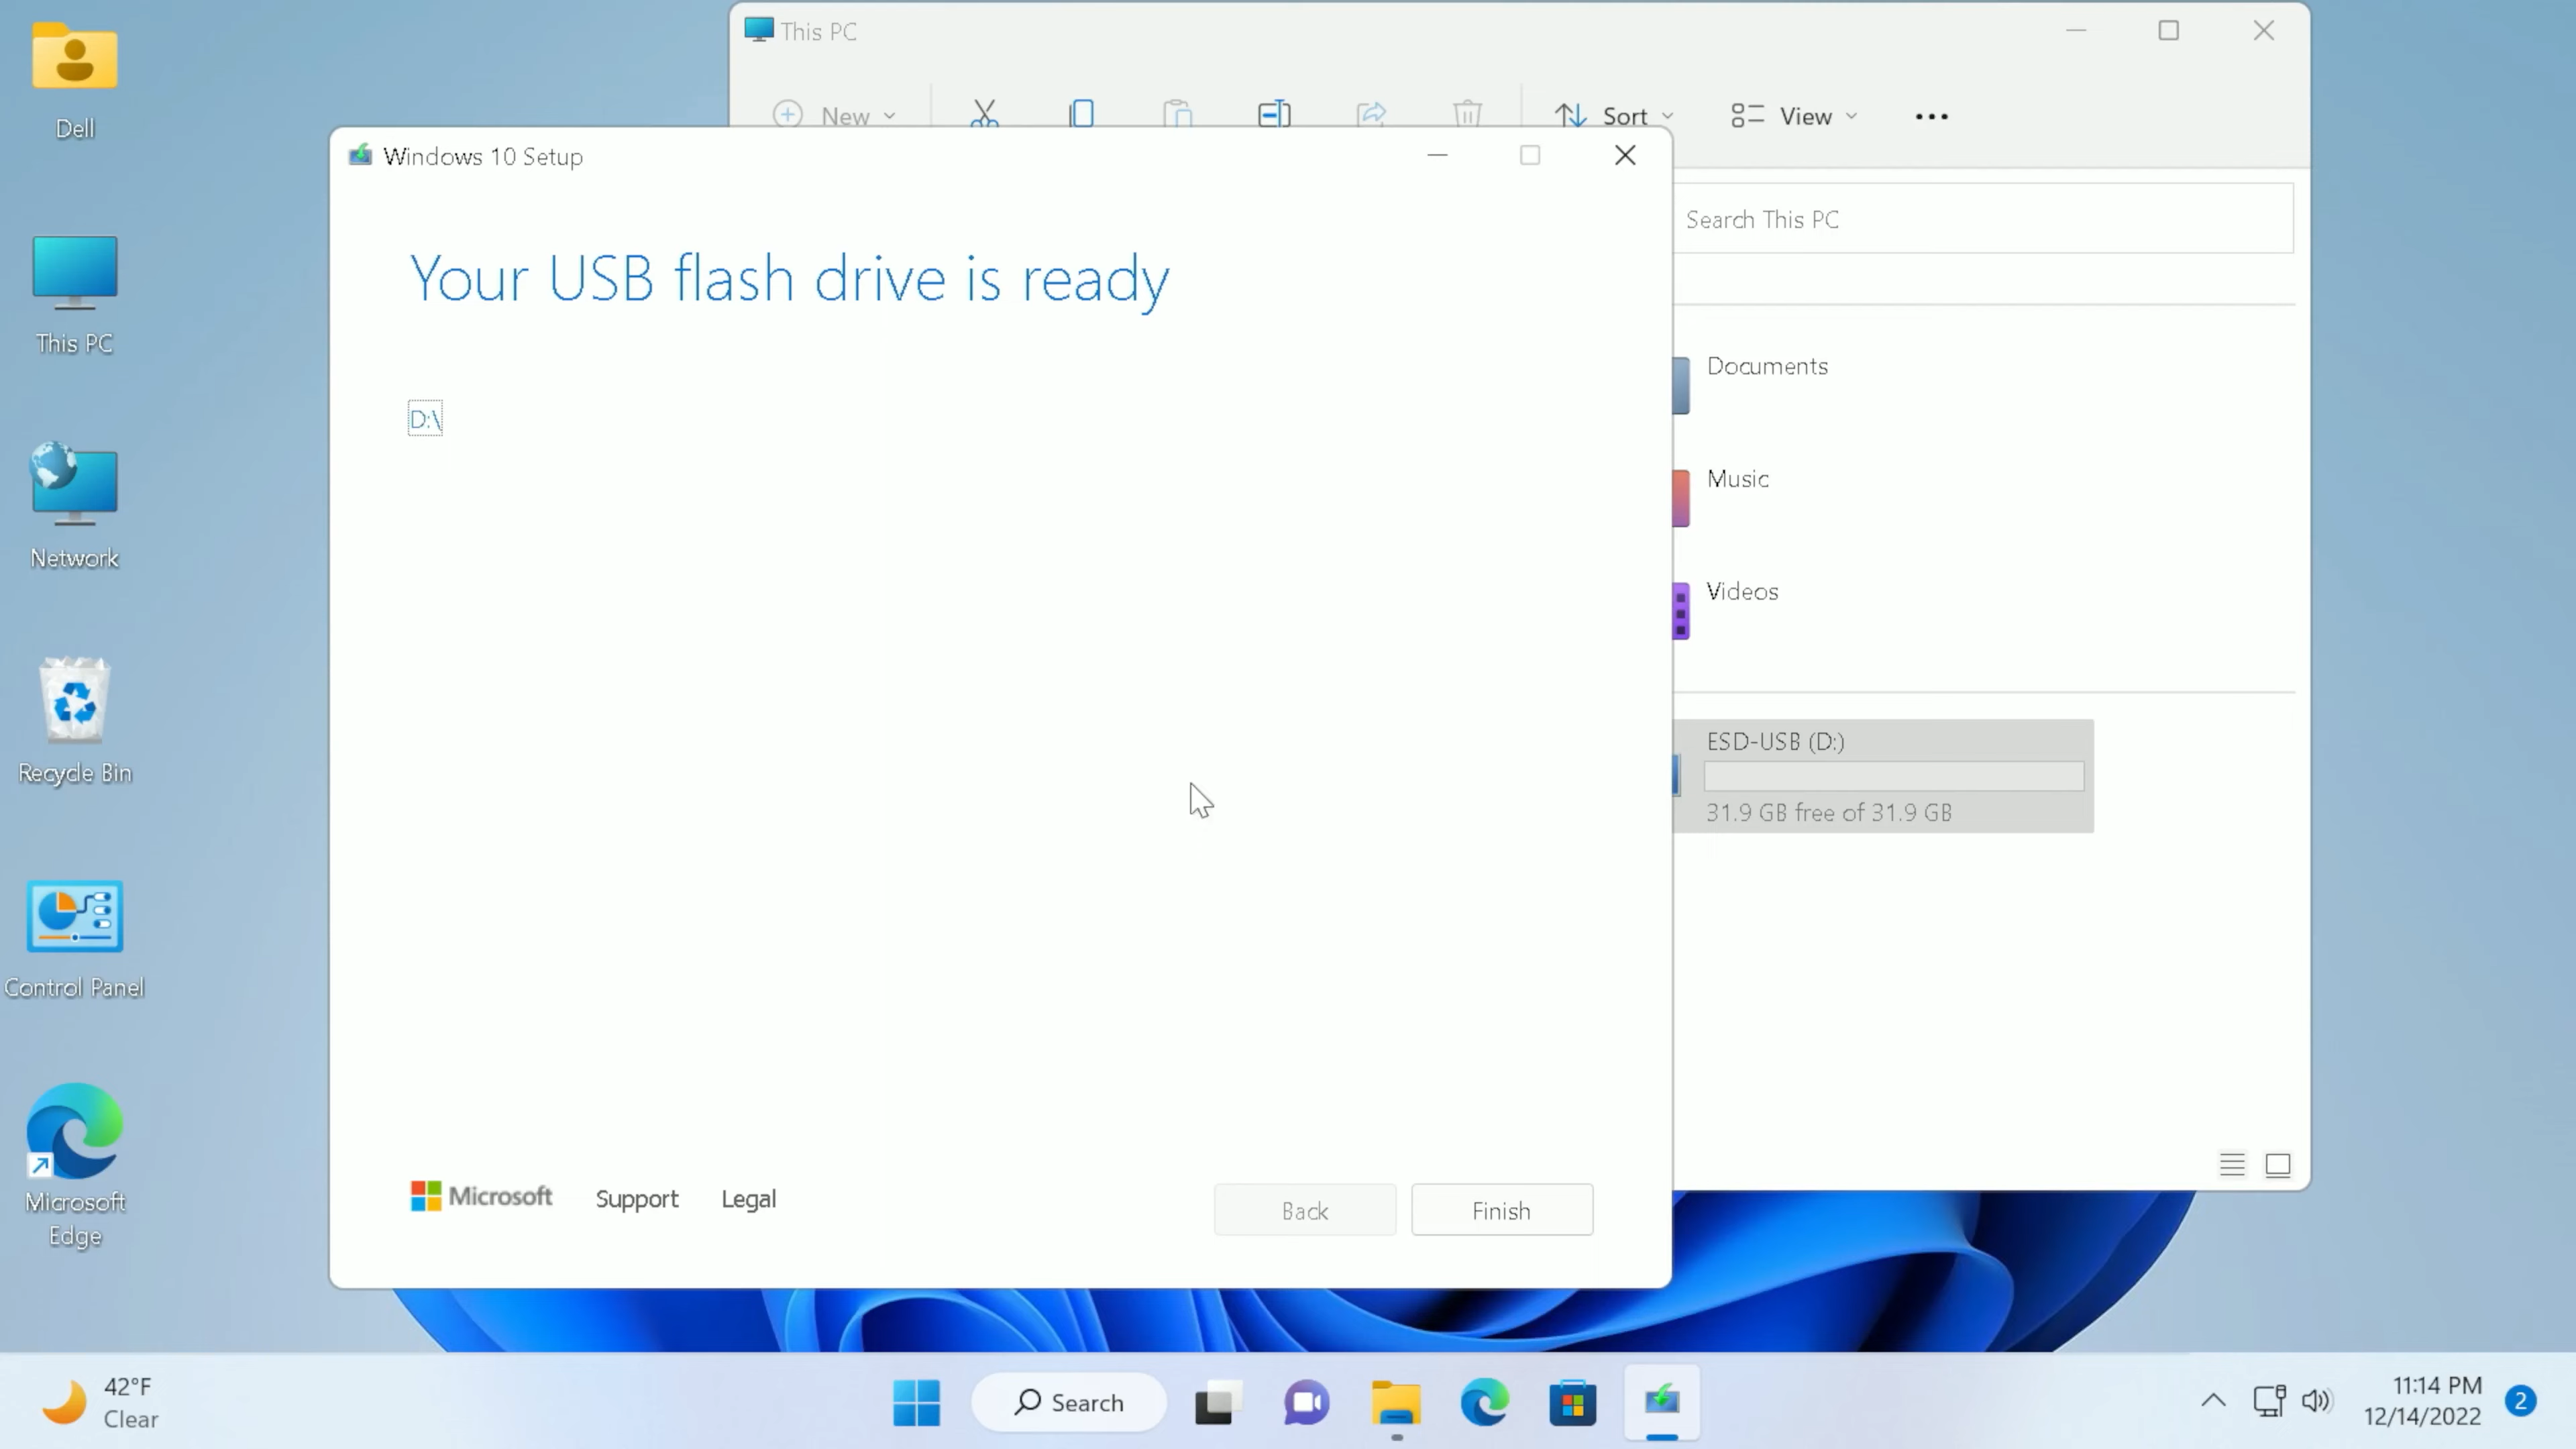 Dell
This PC
Network
Recycle Bin
Control Panel
Microsoft
Edge
This PC
New
Sort
View
Search This PC
Documents
Music
Videos
ESD-USB (D:)
31.9 GB free of 31.9 GB
Windows 10 Setup
Your USB flash drive is ready
D:\
Microsoft
Support
Legal
Back
Finish
42°F
Clear
Search
11:14 PM
12/14/2022
2